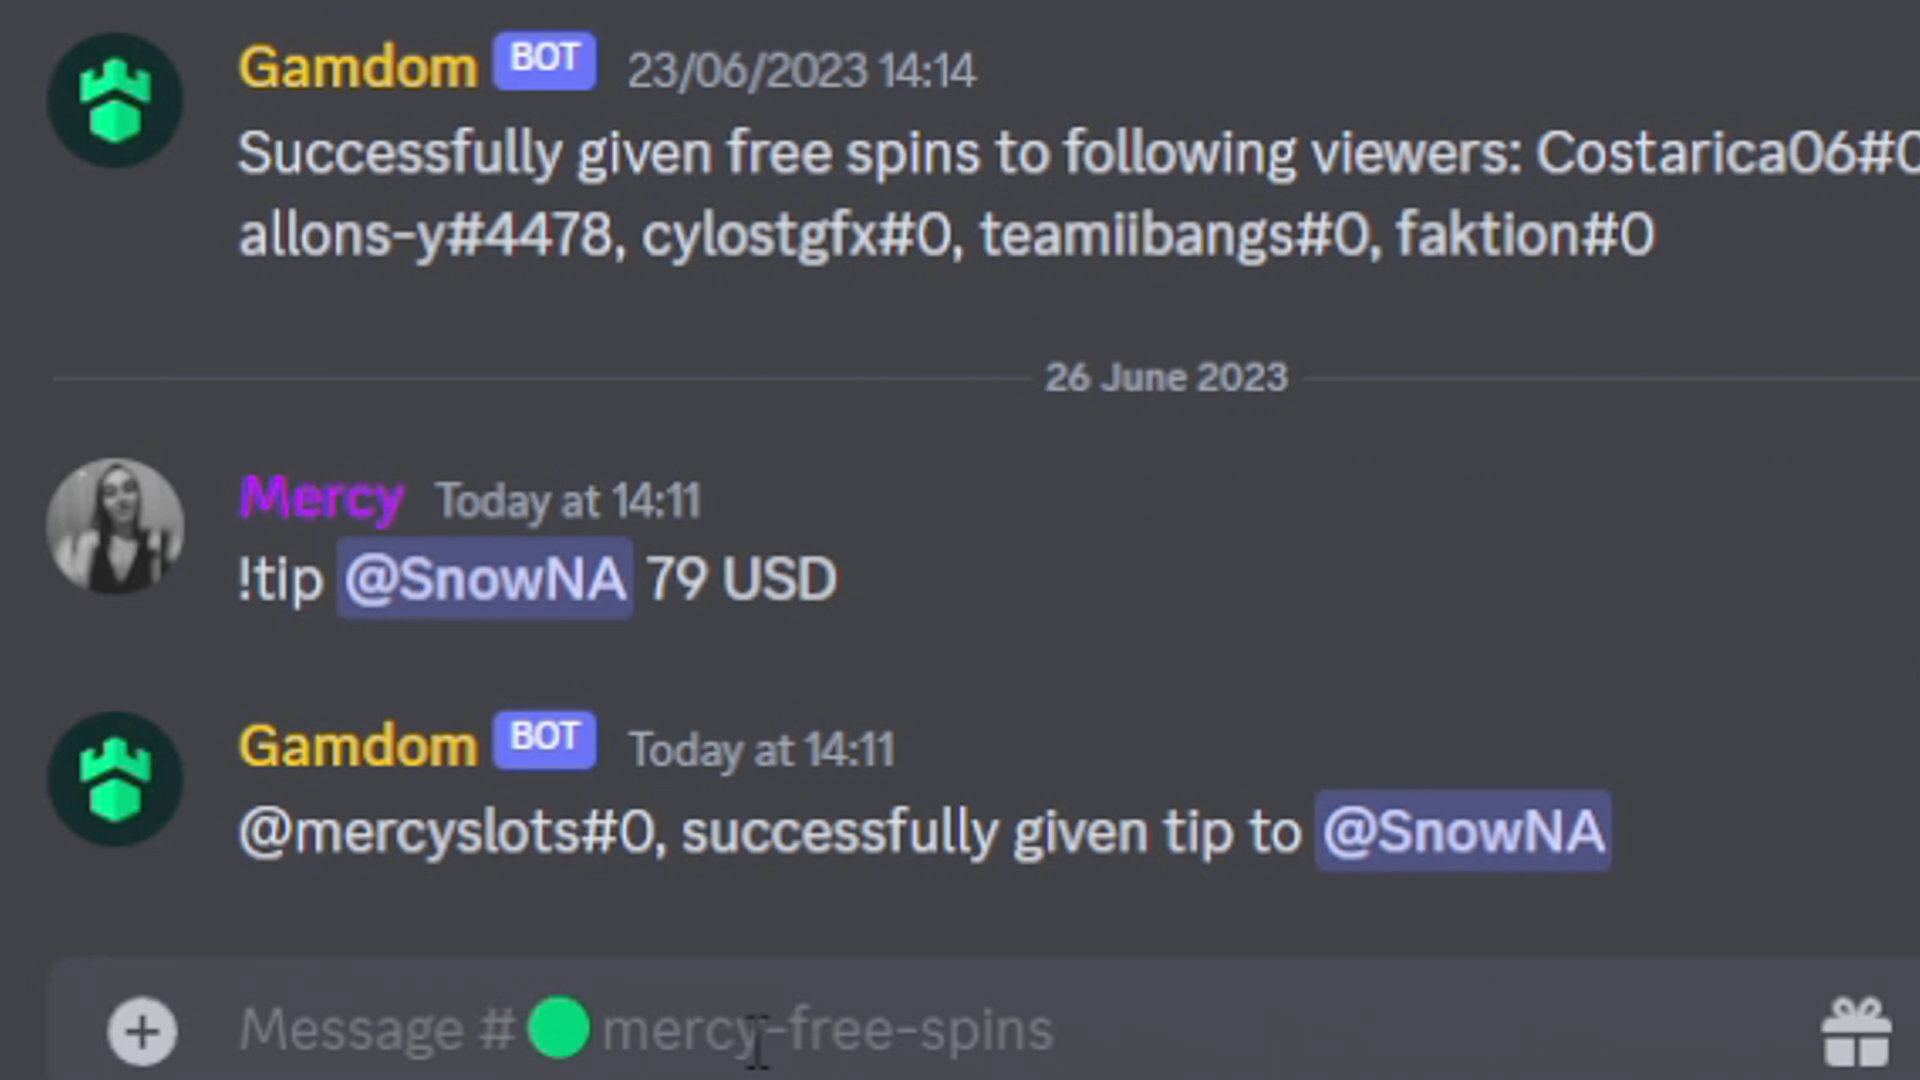 Gamdom BOT 23/06/2023 14:14
Successfully given free spins to following viewers: Costarica06#0
allons-y#4478, cylostgfx#0, teamiibangs#0, faktion#0
26 June 2023
Mercy Today at 14:11
!tip @SnowNA 79 USD
Gamdom BOT Today at 14:11
@mercyslots#0, successfully given tip to @SnowNA
Message # mercy-free-spins